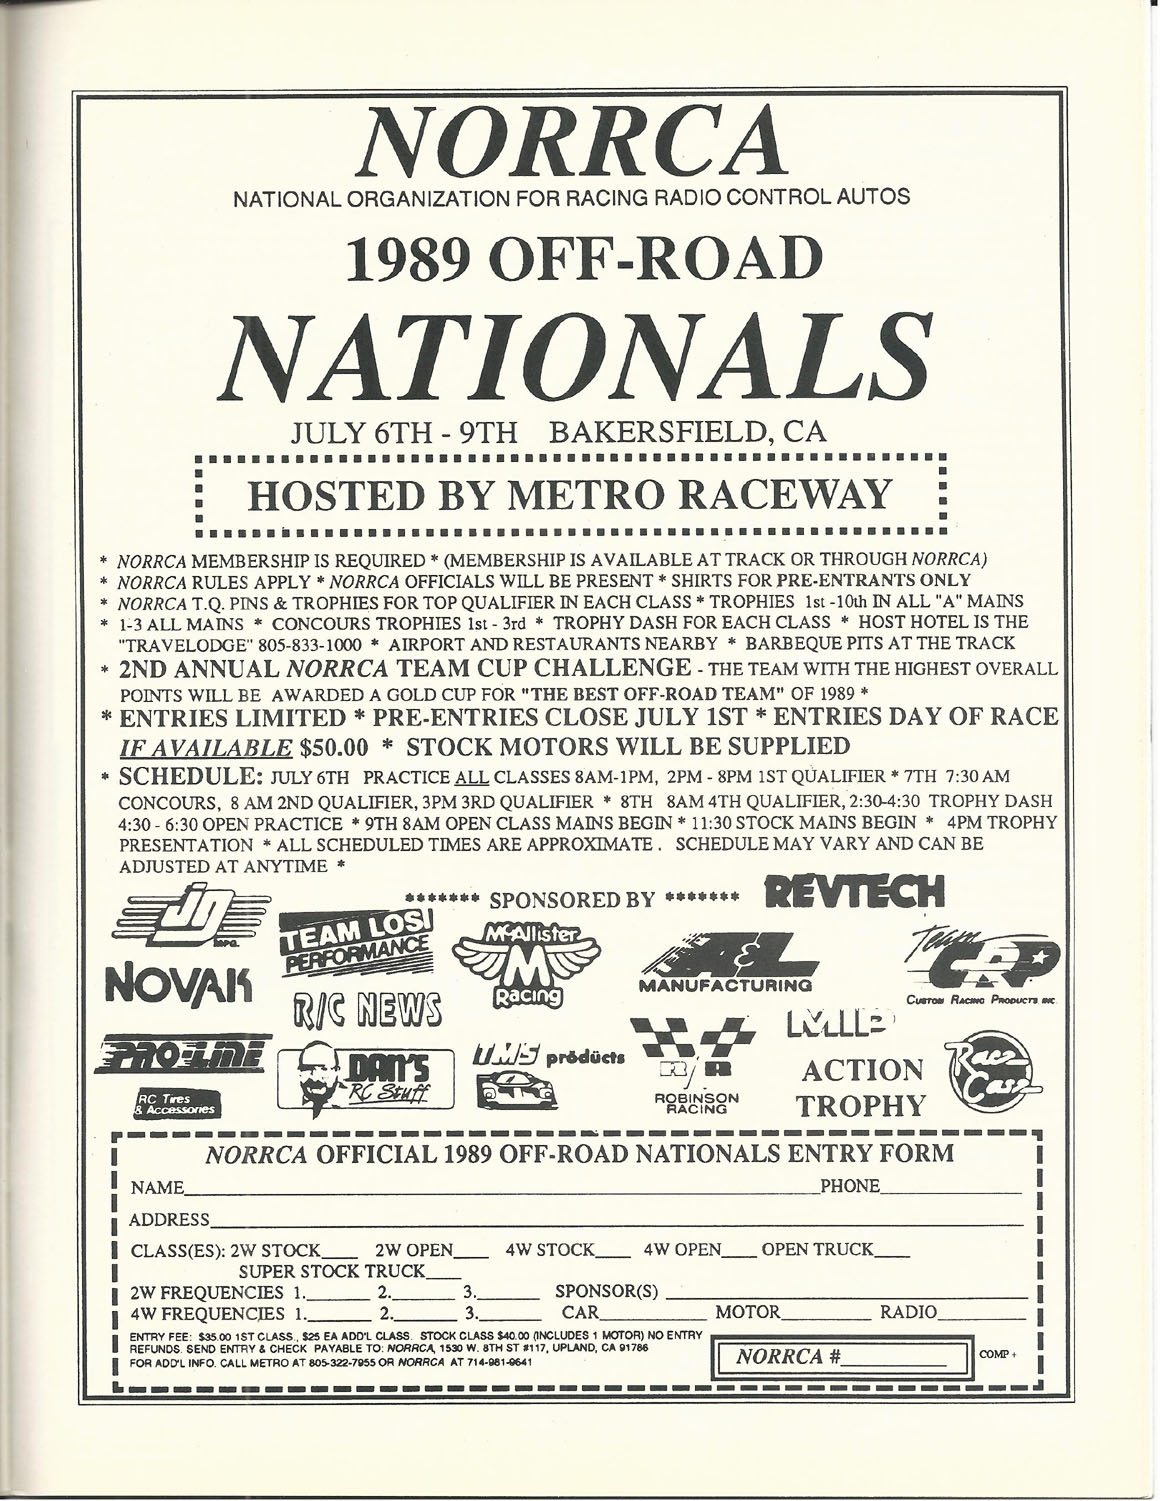 NORRCA
NATIONAL ORGANIZATION FOR RACING RADIO CONTROL AUTOS
1989 OFF-ROAD
NATIONALS
JULY 6TH - 9TH BAKERSFIELD, CA
HOSTED BY METRO RACEWAY
* NORRCA MEMBERSHIP IS REQUIRED * (MEMBERSHIP IS AVAILABLE AT TRACK OR THROUGH NORRCA)
* NORRCA RULES APPLY * NORRCA OFFICIALS WILL BE PRESENT * SHIRTS FOR PRE-ENTRANTS ONLY
* NORRCA T.Q. PINS & TROPHIES FOR TOP QUALIFIER IN EACH CLASS * TROPHIES 1st -10th IN ALL "A" MAINS
* 1-3 ALL MAINS * CONCOURS TROPHIES 1st - 3rd * TROPHY DASH FOR EACH CLASS * HOST HOTEL IS THE
"TRAVELODGE" 805-833-1000 * AIRPORT AND RESTAURANTS NEARBY * BARBEQUE PITS AT THE TRACK
* 2ND ANNUAL NORRCA TEAM CUP CHALLENGE - THE TEAM WITH THE HIGHEST OVERALL
POINTS WILL BE AWARDED A GOLD CUP FOR "THE BEST OFF-ROAD TEAM" OF 1989 *
* ENTRIES LIMITED * PRE-ENTRIES CLOSE JULY 1ST * ENTRIES DAY OF RACE
IF AVAILABLE $50.00 * STOCK MOTORS WILL BE SUPPLIED
* SCHEDULE: JULY 6TH PRACTICE ALL CLASSES 8AM-1PM, 2PM - 8PM 1ST QUALIFIER * 7TH 7:30 AM
CONCOURS, 8 AM 2ND QUALIFIER, 3PM 3RD QUALIFIER * 8TH 8AM 4TH QUALIFIER, 2:30-4:30 TROPHY DASH
4:30 - 6:30 OPEN PRACTICE * 9TH 8AM OPEN CLASS MAINS BEGIN * 11:30 STOCK MAINS BEGIN * 4PM TROPHY
PRESENTATION * ALL SCHEDULED TIMES ARE APPROXIMATE . SCHEDULE MAY VARY AND CAN BE
ADJUSTED AT ANYTIME *
******* SPONSORED BY *******
REVTECH
JG
MFG.
TEAM LOSI
PERFORMANCE
McAllister
M
Racing
A&L
MANUFACTURING
Team
CRP
CUSTOM RACING PRODUCTS INC.
NOVAK
R/C NEWS
MIP
PRO-LINE
RC Tires
& Accessories
DAN'S
RC Stuff
TMS prodücts
R/R
ROBINSON
RACING
ACTION
TROPHY
Race
Case
NORRCA OFFICIAL 1989 OFF-ROAD NATIONALS ENTRY FORM
NAME PHONE
ADDRESS
CLASS(ES): 2W STOCK 2W OPEN 4W STOCK 4W OPEN OPEN TRUCK
SUPER STOCK TRUCK
2W FREQUENCIES 1. 2. 3. SPONSOR(S)
4W FREQUENCIES 1. 2. 3. CAR MOTOR RADIO
ENTRY FEE: $35.00 1ST CLASS., $25 EA ADD'L CLASS. STOCK CLASS $40.00 (INCLUDES 1 MOTOR) NO ENTRY
REFUNDS. SEND ENTRY & CHECK PAYABLE TO: NORRCA, 1530 W. 8TH ST #117, UPLAND, CA 91786
FOR ADD'L INFO. CALL METRO AT 805-322-7955 OR NORRCA AT 714-981-9641
NORRCA #
COMP +